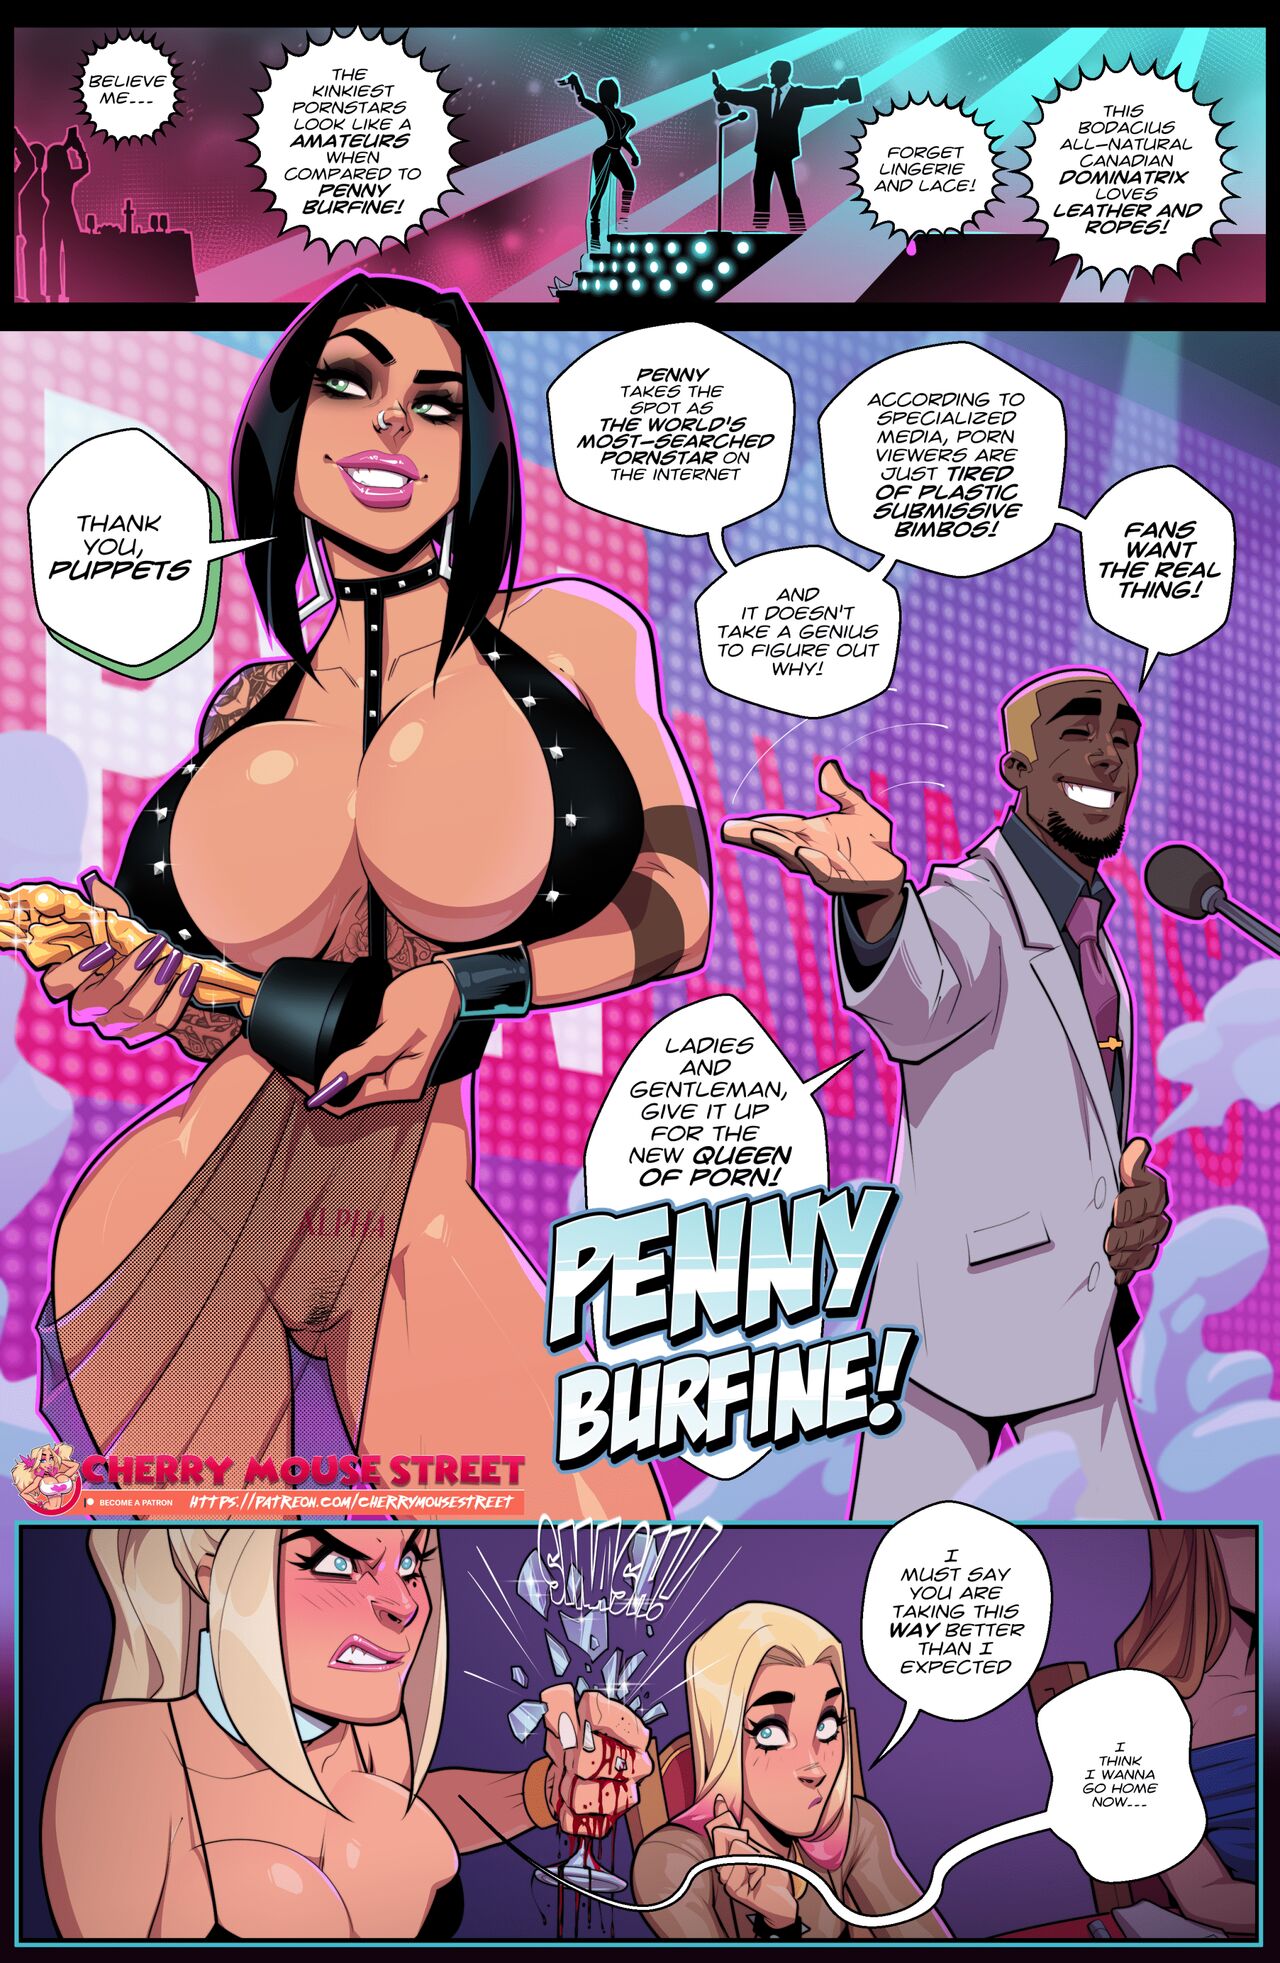 BELIEVE
ME...
THE
KINKIEST
PORNSTARS
LOOK LIKE A
AMATEURS
WHEN
COMPARED TO
PENNY
BURFINE!
FORGET
LINGERIE
AND LACE!
THIS
BODACIUS
ALL-NATURAL
CANADIAN
DOMINATRIX
LOVES
LEATHER AND
ROPES!
THANK
YOU,
PUPPETS
PENNY
TAKES THE
SPOT AS
THE WORLD'S
MOST-SEARCHED
PORNSTAR ON
THE INTERNET
AND
IT DOESN'T
TAKE A GENIUS
TO FIGURE OUT
WHY!
ACCORDING TO
SPECIALIZED
MEDIA, PORN
VIEWERS ARE
JUST TIRED
OF PLASTIC
SUBMISSIVE
BIMBOS!
FANS
WANT
THE REAL
THING!
LADIES
AND
GENTLEMAN,
GIVE IT UP
FOR THE
NEW QUEEN
OF PORN!
PENNY
BURFINE!
ALPHA
CHERRY MOUSE STREET
BECOME A PATRON HTTPS://PATREON.COM/CHERRYMOUSESTREET
SMASH!!!
I
MUST SAY
YOU ARE
TAKING THIS
WAY BETTER
THAN I
EXPECTED
I
THINK
I WANNA
GO HOME
NOW...